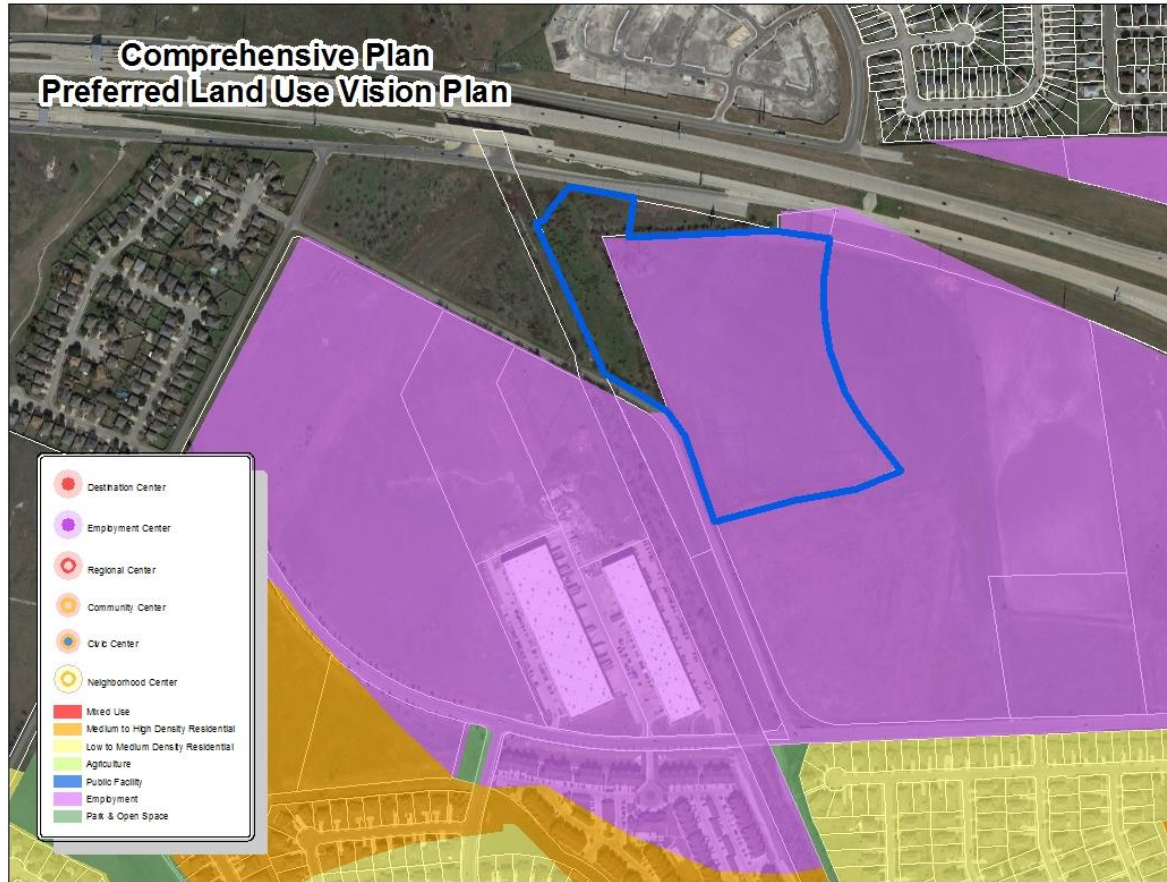 Comprehensive Plan
Preferred Land Use Vision Plan
Destination Center
Employment Center
Regional Center
Community Center
Civic Center
Neighborhood Center
Mixed Use
Medium to High Density Residential
Low to Medium Density Residential
Agriculture
Public Facility
Employment
Park & Open Space